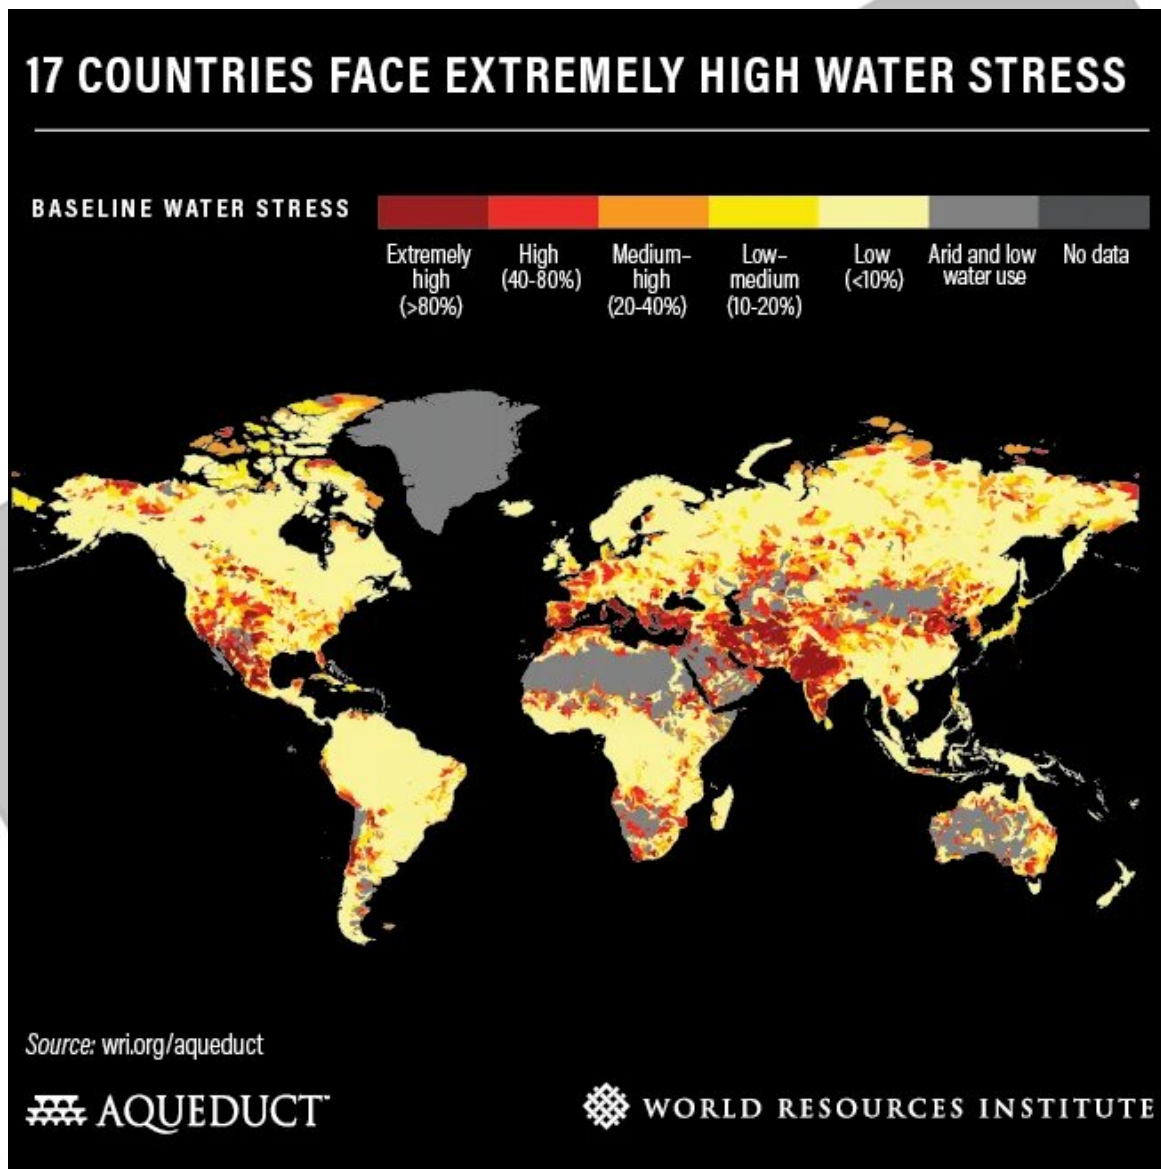 17 COUNTRIES FACE EXTREMELY HIGH WATER STRESS
BASELINE WATER STRESS
Extremely
high
(>80%)
High
(40-80%)
Medium–
high
(20-40%)
Low–
medium
(10-20%)
Low
(<10%)
Arid and low
water use
No data
Source: wri.org/aqueduct
AQUEDUCT™
WORLD RESOURCES INSTITUTE